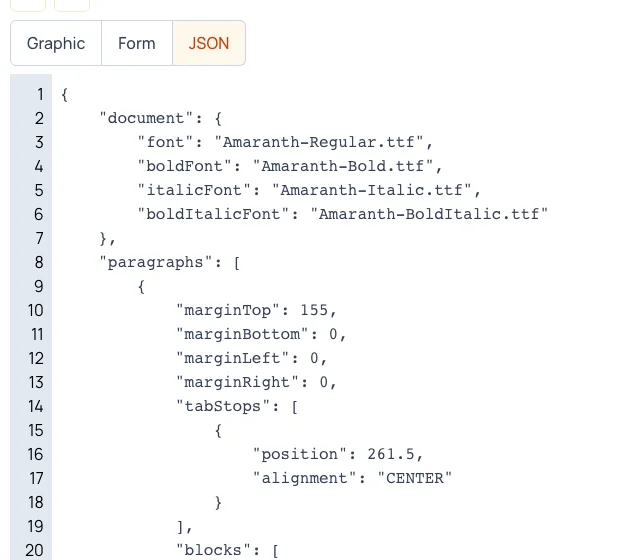 Graphic Form JSON
1 {
2 "document": {
3 "font": "Amaranth-Regular.ttf",
4 "boldFont": "Amaranth-Bold.ttf",
5 "italicFont": "Amaranth-Italic.ttf",
6 "boldItalicFont": "Amaranth-BoldItalic.ttf"
7 },
8 "paragraphs": [
9 {
10 "marginTop": 155,
11 "marginBottom": 0,
12 "marginLeft": 0,
13 "marginRight": 0,
14 "tabStops": [
15 {
16 "position": 261.5,
17 "alignment": "CENTER"
18 }
19 ],
20 "blocks": [